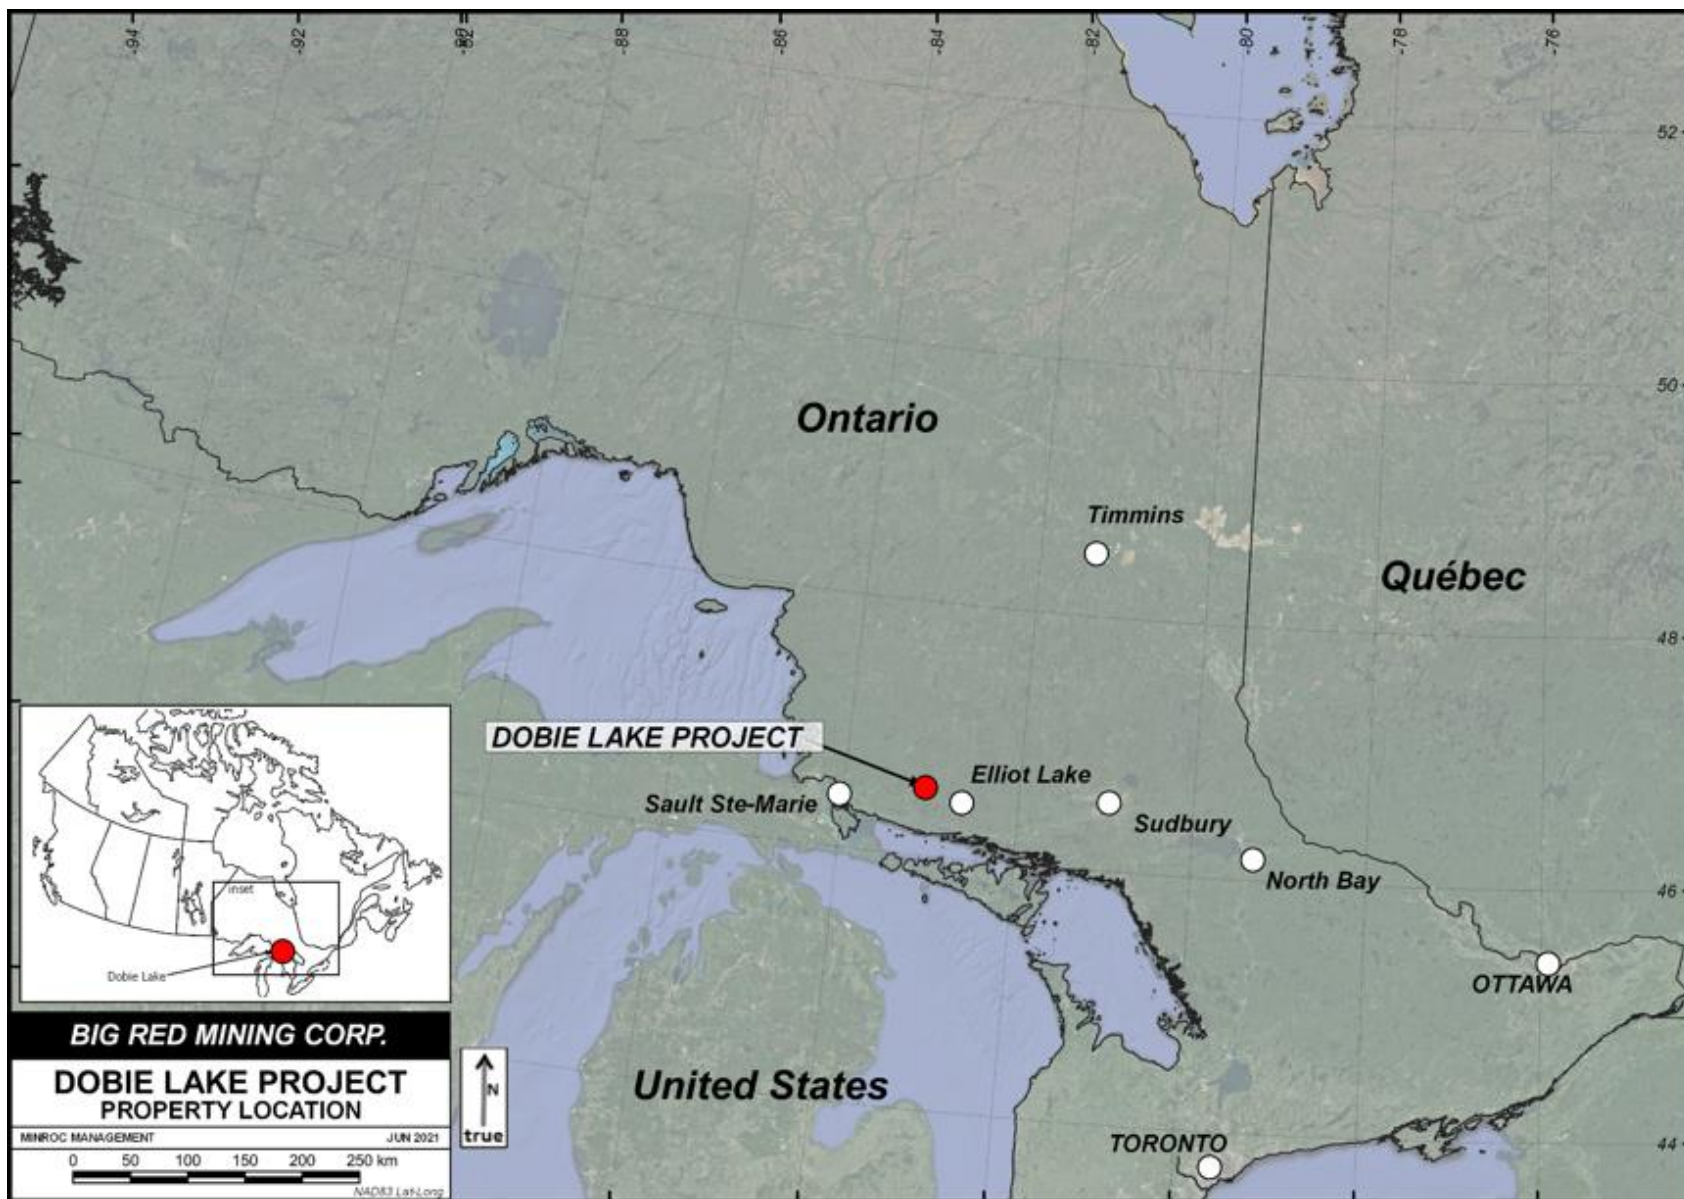 -94
-92
-90
-88
-86
-84
-82
-80
-78
-76
52
50
Ontario
Timmins
Québec
48
DOBIE LAKE PROJECT
Elliot Lake
Sault Ste-Marie
Sudbury
North Bay
46
inset
Dobie Lake
OTTAWA
BIG RED MINING CORP.
DOBIE LAKE PROJECT
PROPERTY LOCATION
MINROC MANAGEMENT JUN 2021
0 50 100 150 200 250 km
NAD83 Lat-Long
N
true
United States
TORONTO
44